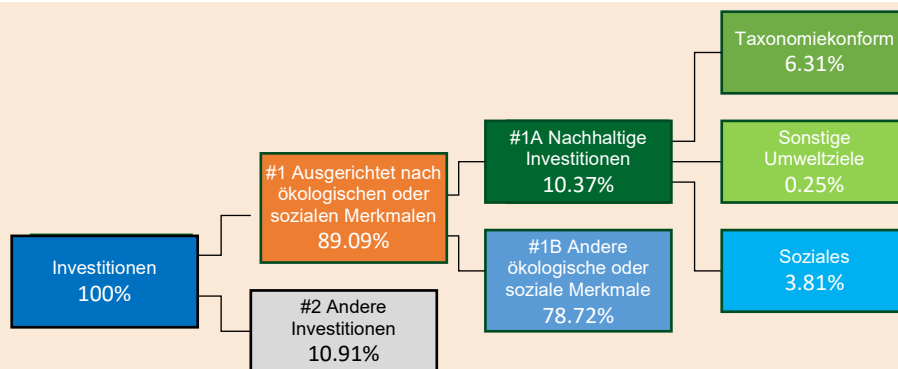 Investitionen
100%
#1 Ausgerichtet nach
ökologischen oder
sozialen Merkmalen
89.09%
#2 Andere
Investitionen
10.91%
#1A Nachhaltige
Investitionen
10.37%
#1B Andere
ökologische oder
soziale Merkmale
78.72%
Taxonomiekonform
6.31%
Sonstige
Umweltziele
0.25%
Soziales
3.81%